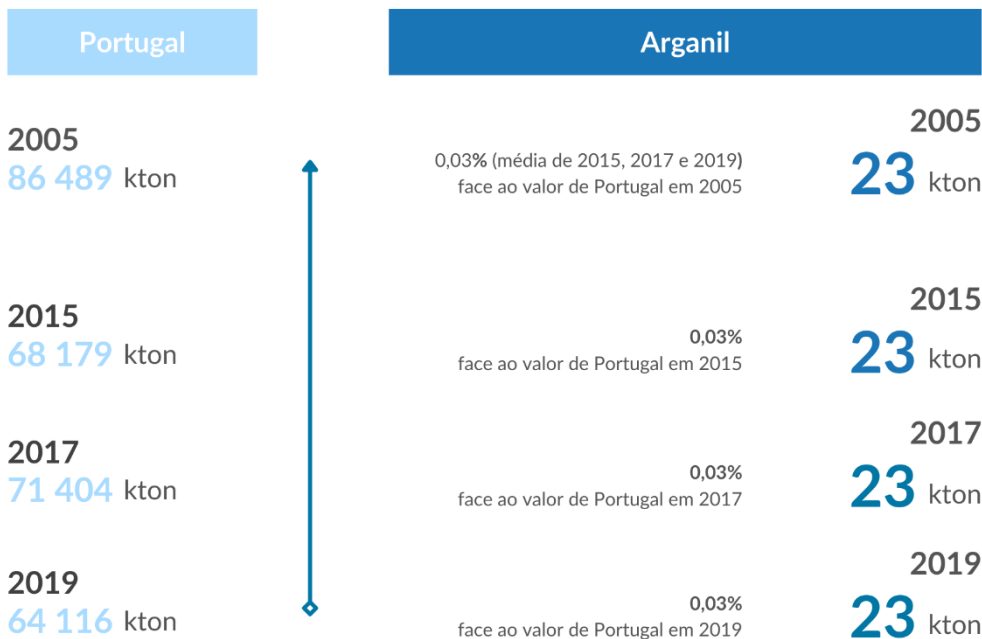 Portugal
Arganil
2005
86 489 kton
0,03% (média de 2015, 2017 e 2019)
face ao valor de Portugal em 2005
2005
23 kton
2015
68 179 kton
0,03%
face ao valor de Portugal em 2015
2015
23 kton
2017
71 404 kton
0,03%
face ao valor de Portugal em 2017
2017
23 kton
2019
64 116 kton
0,03%
face ao valor de Portugal em 2019
2019
23 kton